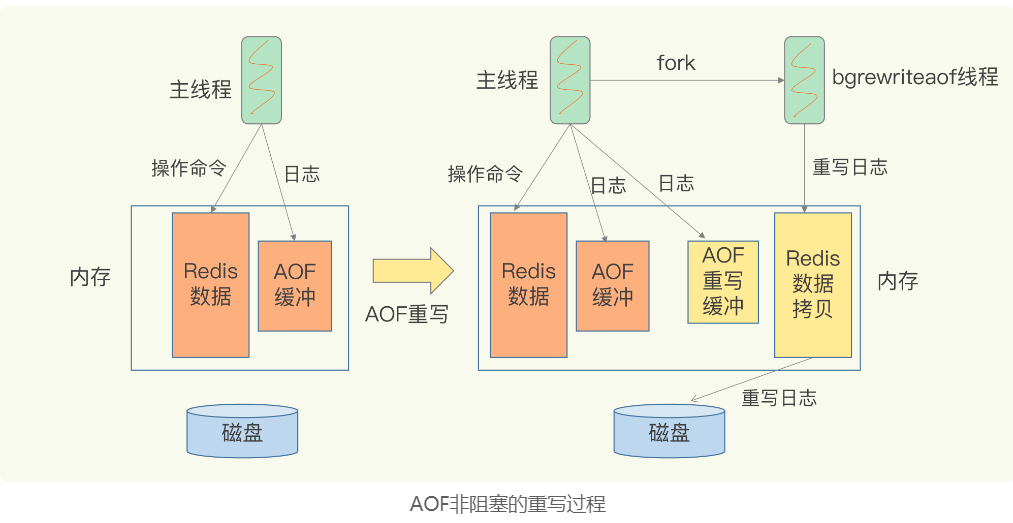 主线程
操作命令
日志
内存
Redis
数据
AOF
缓冲
磁盘
AOF重写
主线程
fork
bgrewriteaof线程
操作命令
日志
日志
重写日志
Redis
数据
AOF
缓冲
AOF
重写
缓冲
Redis
数据
拷贝
内存
重写日志
磁盘
AOF非阻塞的重写过程